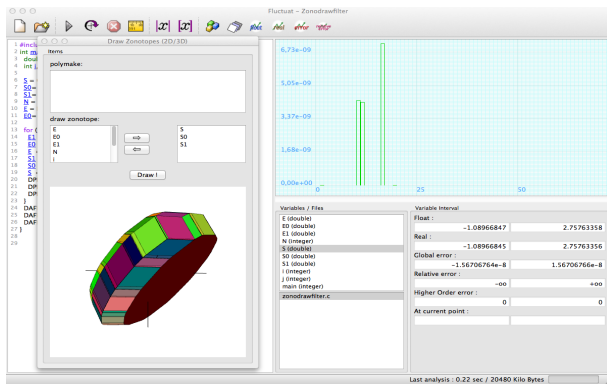 Fluctuat - Zonodrawfilter
Draw Zonotopes (2D/3D)
Items
polymake:
draw zonotope:
E
E0
E1
N
i
S
S0
S1
Draw !
6,73e-09
5,05e-09
3,37e-09
1,68e-09
0,00e+00
0
25
50
Variables / Files
E (double)
E0 (double)
E1 (double)
N (integer)
S (double)
S0 (double)
S1 (double)
i (integer)
j (integer)
main (integer)
zonodrawfilter.c
Variable Interval
Float :
-1.08966847 2.75763358
Real :
-1.08966845 2.75763356
Global error :
-1.56706764e-8 1.56706766e-8
Relative error :
-oo +oo
Higher Order error :
0 0
At current point :
Last analysis : 0.22 sec / 20480 Kilo Bytes